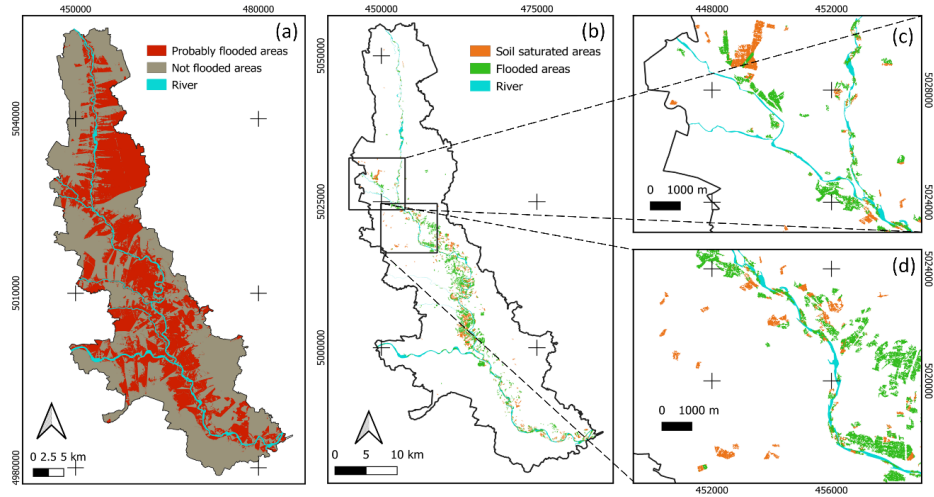 450000 480000
(a)
Probably flooded areas
Not flooded areas
River
5040000
5010000
4980000
0 2.5 5 km
450000 475000
(b)
Soil saturated areas
Flooded areas
River
5050000
5025000
5000000
0 5 10 km
448000 452000
(c)
5028000
5024000
0 1000 m
(d)
5024000
5020000
0 1000 m
452000 456000